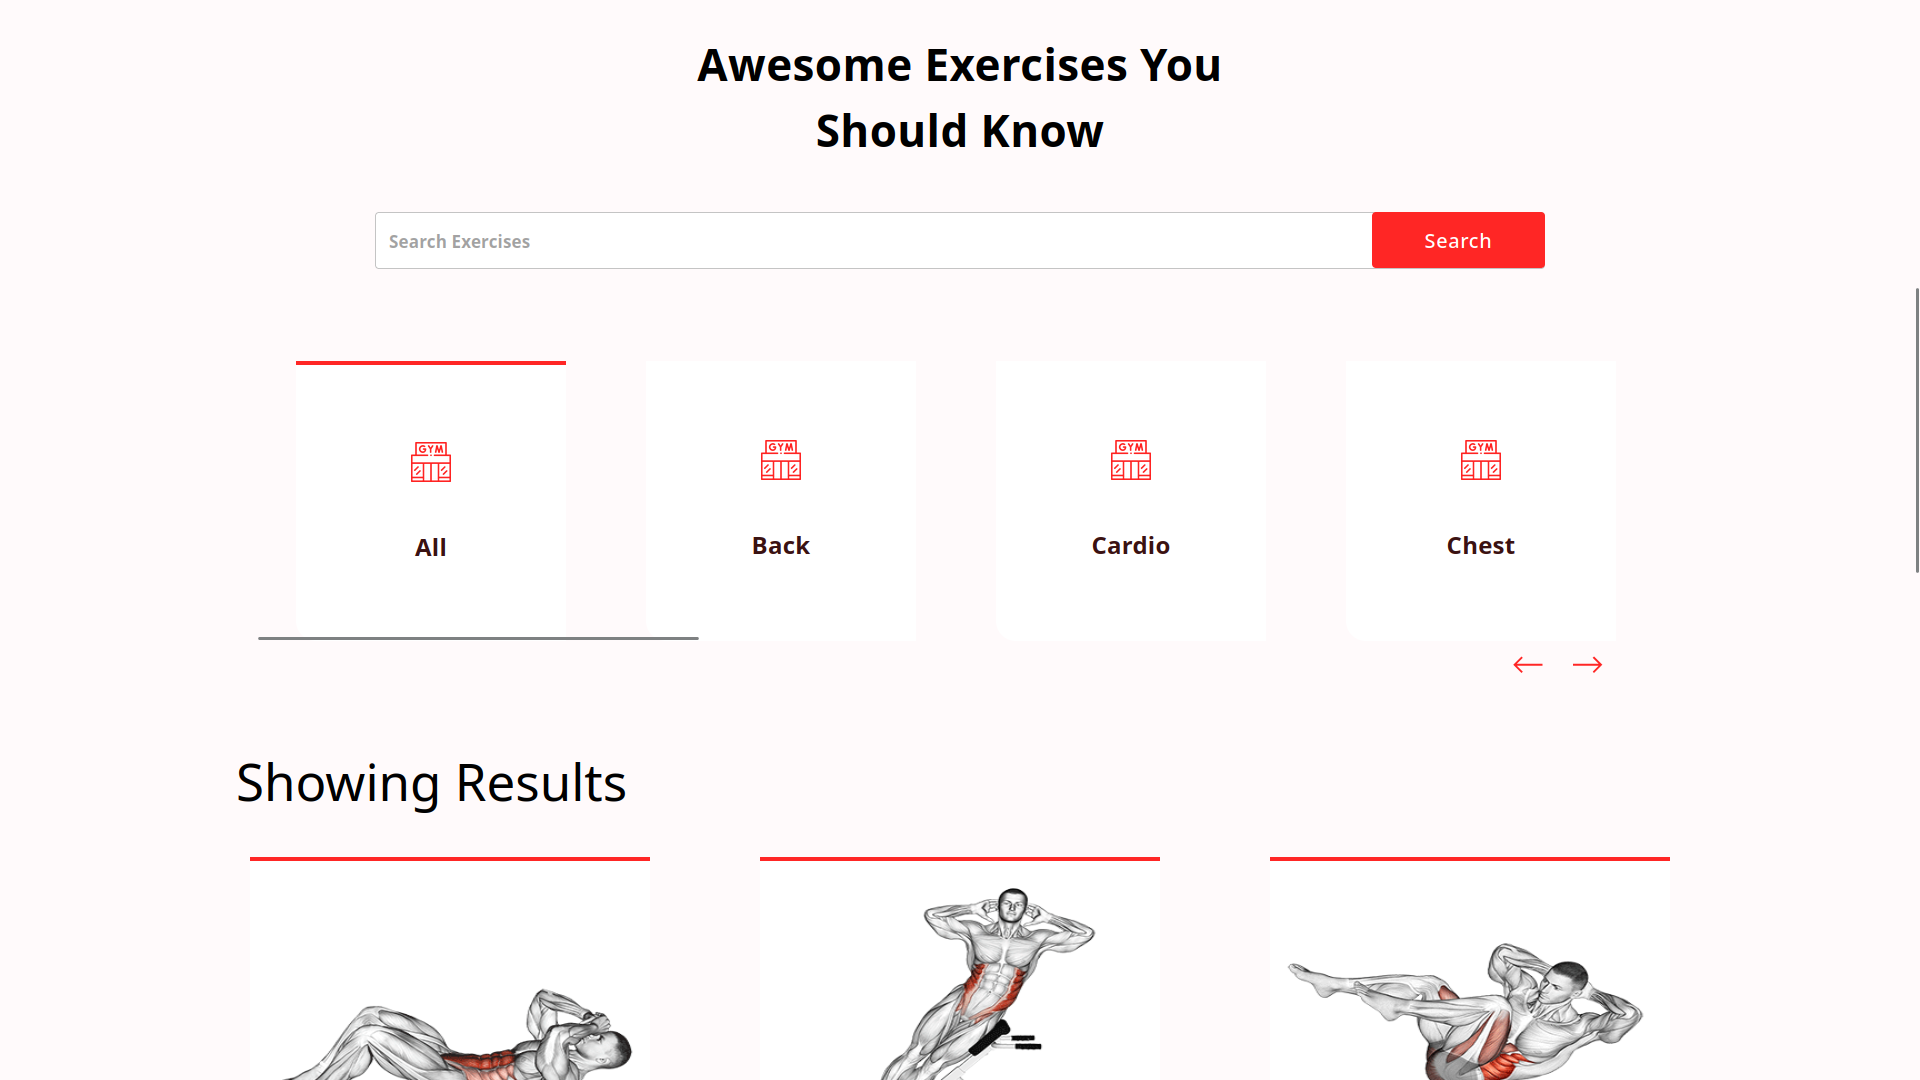 Awesome Exercises You
Should Know
Search Exercises
Search
GYM
GYM
GYM
GYM
All
Back
Cardio
Chest
Showing Results